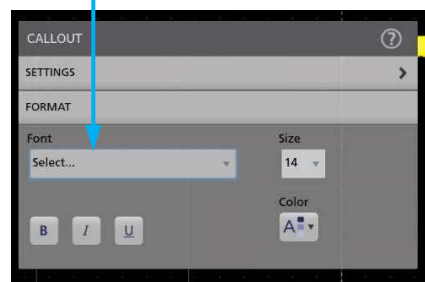 CALLOUT ?
SETTINGS
FORMAT
Font Size
Select... 14
Color
B I U A